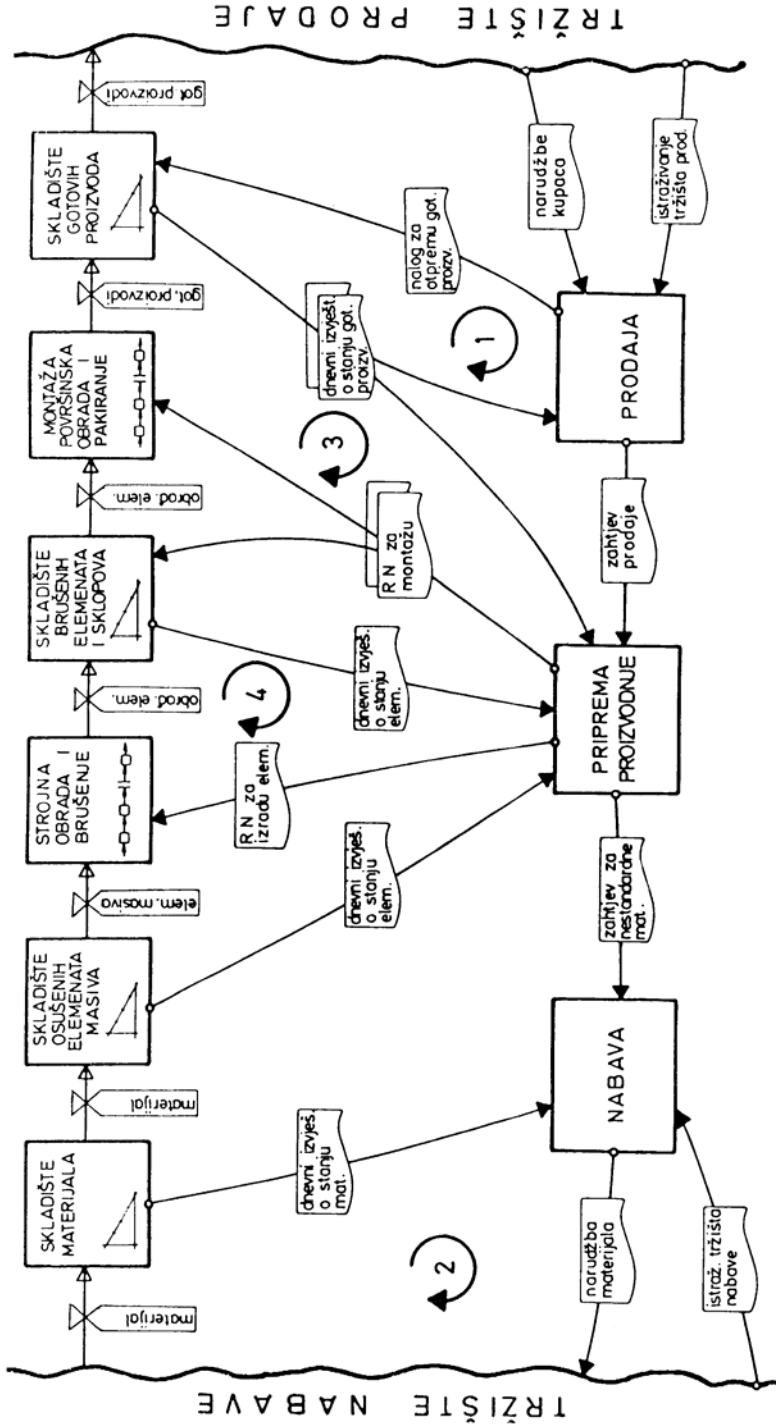 TRŽIŠTE NABAVE
materijal
SKLADIŠTE
MATERIJALA
materijal
SKLADIŠTE
OSUŠENIH
ELEMENATA
MASIVA
elem. masiva
STROJNA
OBRADA I
BRUŠENJE
obrad. elem.
SKLADIŠTE
BRUŠENIH
ELEMENATA
I SKLOPOVA
obrad. elem.
MONTAŽA
POVRŠINSKA
OBRADA I
PAKIRANJE
got. proizvodi
SKLADIŠTE
GOTOVIH
PROIZVODA
got. proizvodi
TRŽIŠTE PRODAJE
dnevni izvješ.
o stanju
mat.
dnevni izvješ.
o stanju
elem.
R N za
izradu elem.
dnevni izvješ.
o stanju
elem.
R N za
montažu
dnevni izvješt.
o stanju got.
proizv.
nalog za
otpremu got.
proizv.
2
4
3
1
narudžba
materijala
istraž. tržišta
nabave
NABAVA
zahtjev za
nestandardne
mat.
PRIPREMA
PROIZVODNJE
zahtjev
prodaje
PRODAJA
narudžbe
kupaca
istraživanje
tržišta prod.